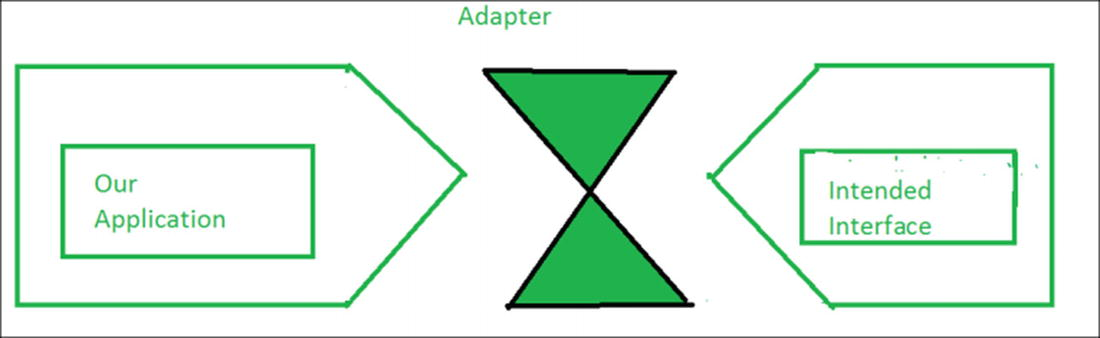 Adapter
Our
Application
Intended
Interface